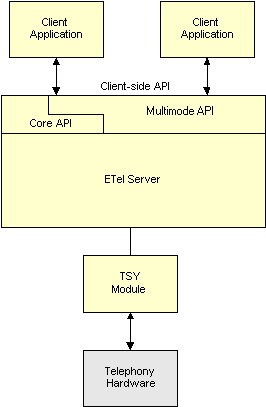 Client
Application
Client
Application
Client-side API
Multimode API
Core API
ETel Server
TSY
Module
Telephony
Hardware